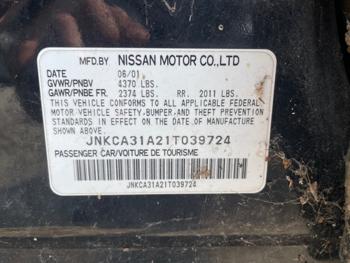 MFD.BY NISSAN MOTOR CO.,LTD
DATE 06/01
GVWR/PNBV 4370 LBS.
GAWR/PNBE FR. 2374 LBS. RR. 2011 LBS.
THIS VEHICLE CONFORMS TO ALL APPLICABLE FEDERAL
MOTOR VEHICLE SAFETY,BUMPER,AND THEFT PREVENTION
STANDARDS IN EFFECT ON THE DATE OF MANUFACTURE
SHOWN ABOVE.
JNKCA31A21T039724
PASSENGER CAR/VOITURE DE TOURISME
JNKCA31A21T039724